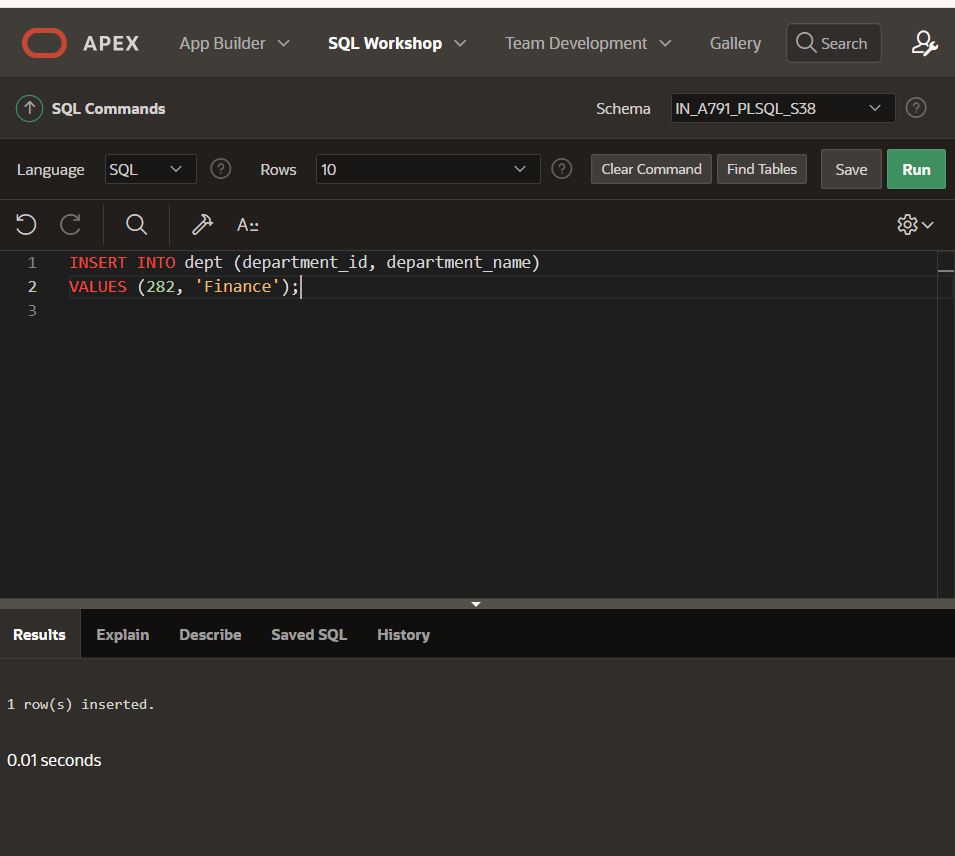 APEX App Builder SQL Workshop Team Development Gallery Search
SQL Commands Schema IN_A791_PLSQL_S38 ?
Language SQL ? Rows 10 ? Clear Command Find Tables Save Run
A::
1 INSERT INTO dept (department_id, department_name)
2 VALUES (282, 'Finance');
3
Results Explain Describe Saved SQL History
1 row(s) inserted.
0.01 seconds